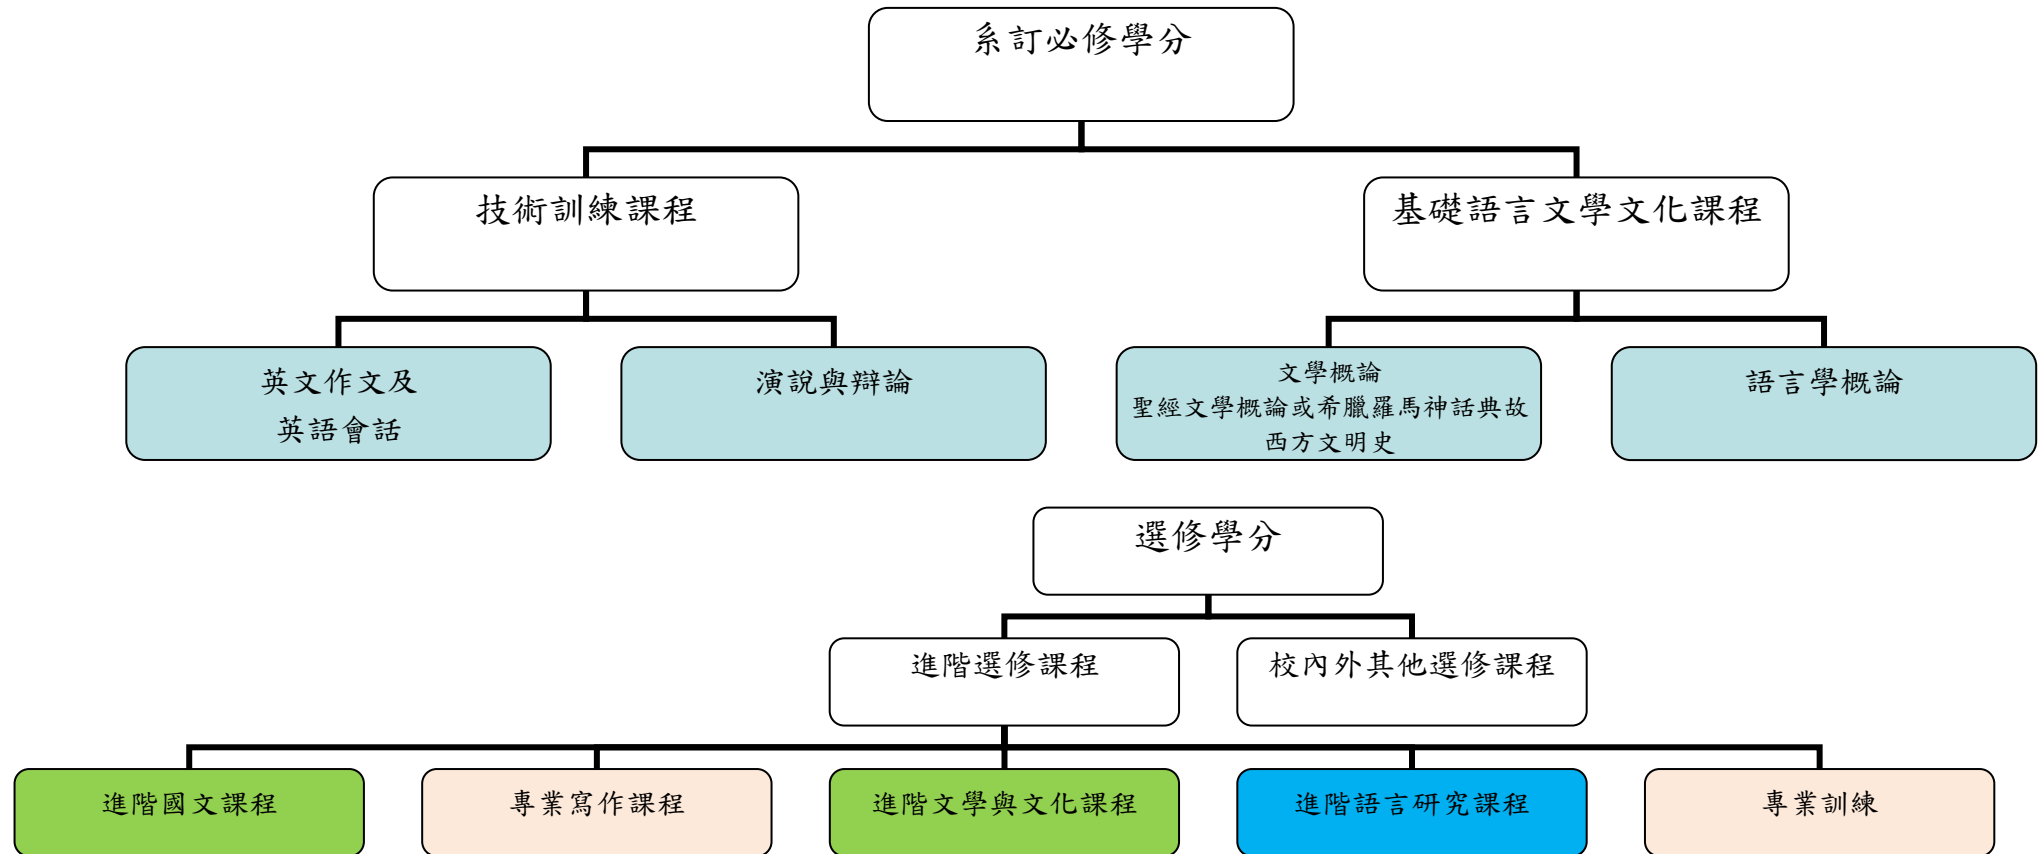 系訂必修學分
技術訓練課程
基礎語言文學文化課程
英文作文及
英語會話
演說與辯論
文學概論
聖經文學概論或希臘羅馬神話典故
西方文明史
語言學概論
選修學分
進階選修課程
校內外其他選修課程
進階國文課程
專業寫作課程
進階文學與文化課程
進階語言研究課程
專業訓練